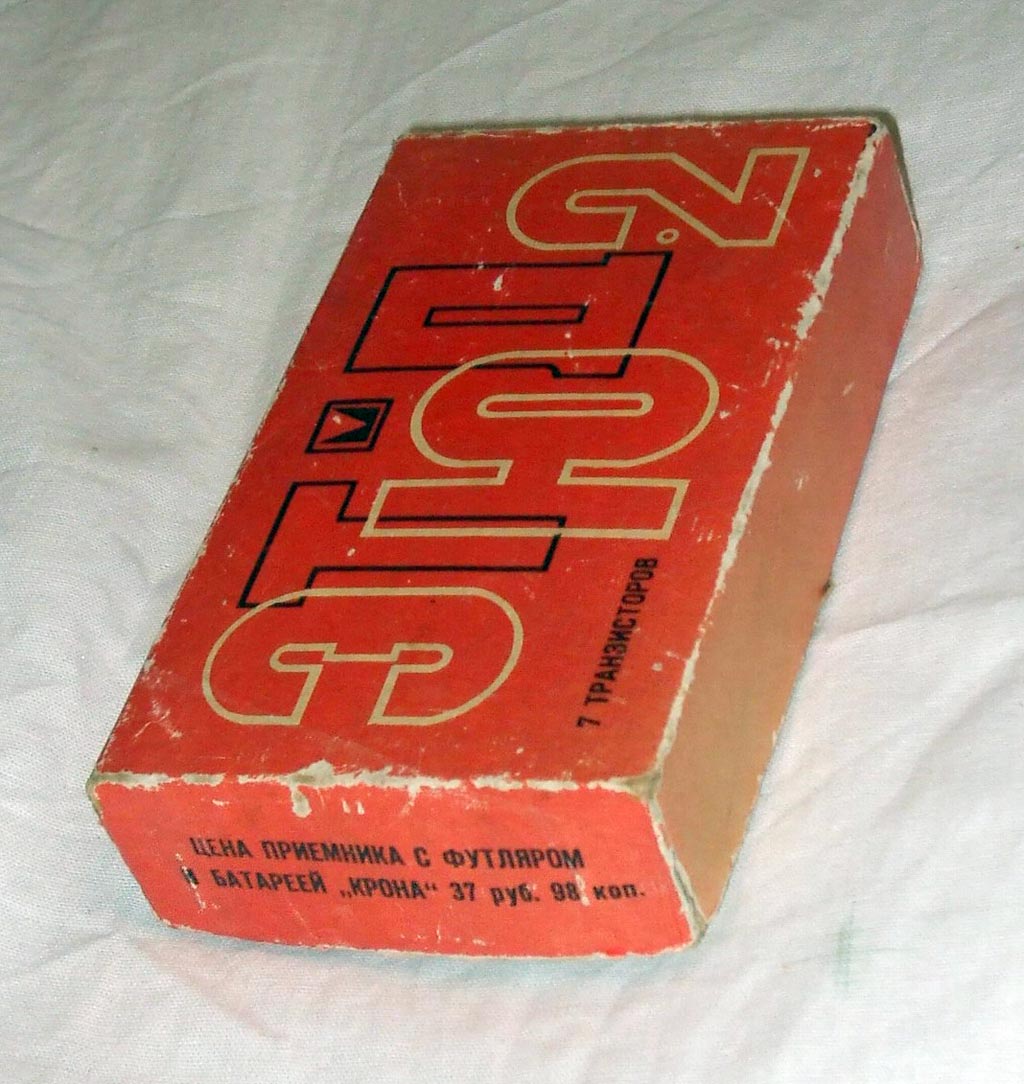 ЭТЮД·2
7 ТРАНЗИСТОРОВ
ЦЕНА ПРИЕМНИКА С ФУТЛЯРОМ
И БАТАРЕЕЙ „КРОНА“ 37 руб. 98 коп.